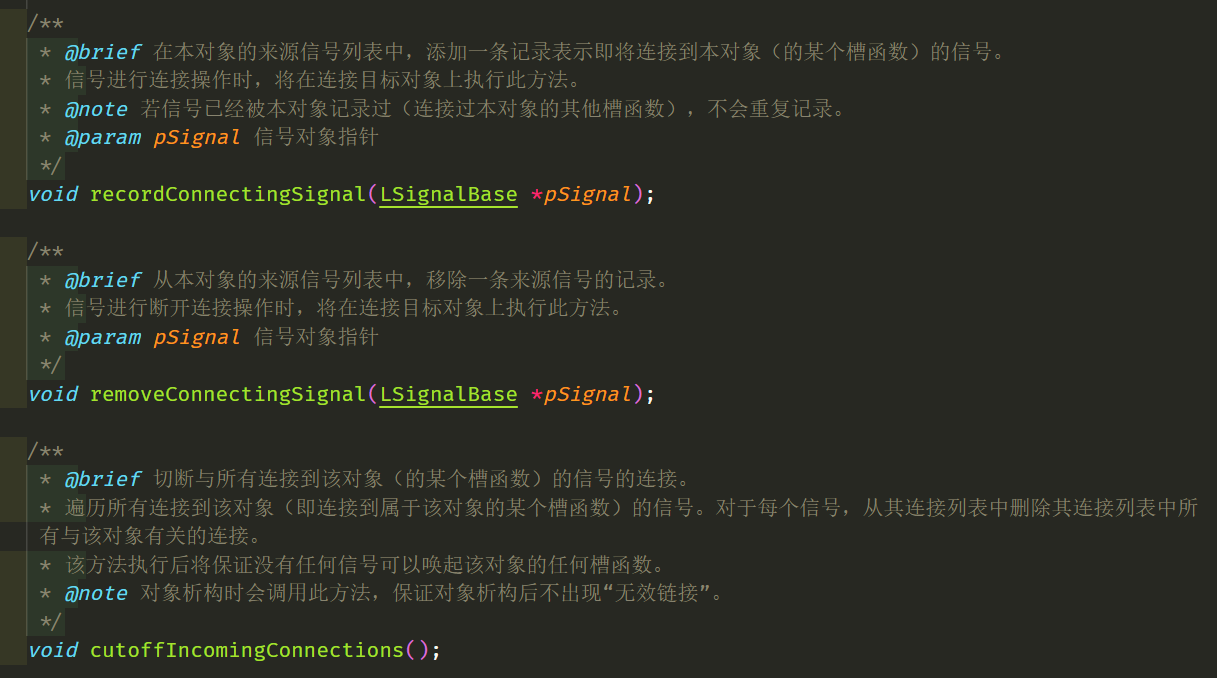 /**
 * @brief 在本对象的来源信号列表中，添加一条记录表示即将连接到本对象（的某个槽函数）的信号。
 * 信号进行连接操作时，将在连接目标对象上执行此方法。
 * @note 若信号已经被本对象记录过（连接过本对象的其他槽函数），不会重复记录。
 * @param pSignal 信号对象指针
 */
void recordConnectingSignal(LSignalBase *pSignal);
/**
 * @brief 从本对象的来源信号列表中，移除一条来源信号的记录。
 * 信号进行断开连接操作时，将在连接目标对象上执行此方法。
 * @param pSignal 信号对象指针
 */
void removeConnectingSignal(LSignalBase *pSignal);
/**
 * @brief 切断与所有连接到该对象（的某个槽函数）的信号的连接。
 * 遍历所有连接到该对象（即连接到属于该对象的某个槽函数）的信号。对于每个信号，从其连接列表中删除其连接列表中所
有与该对象有关的连接。
 * 该方法执行后将保证没有任何信号可以唤起该对象的任何槽函数。
 * @note 对象析构时会调用此方法，保证对象析构后不出现“无效链接”。
 */
void cutoffIncomingConnections();